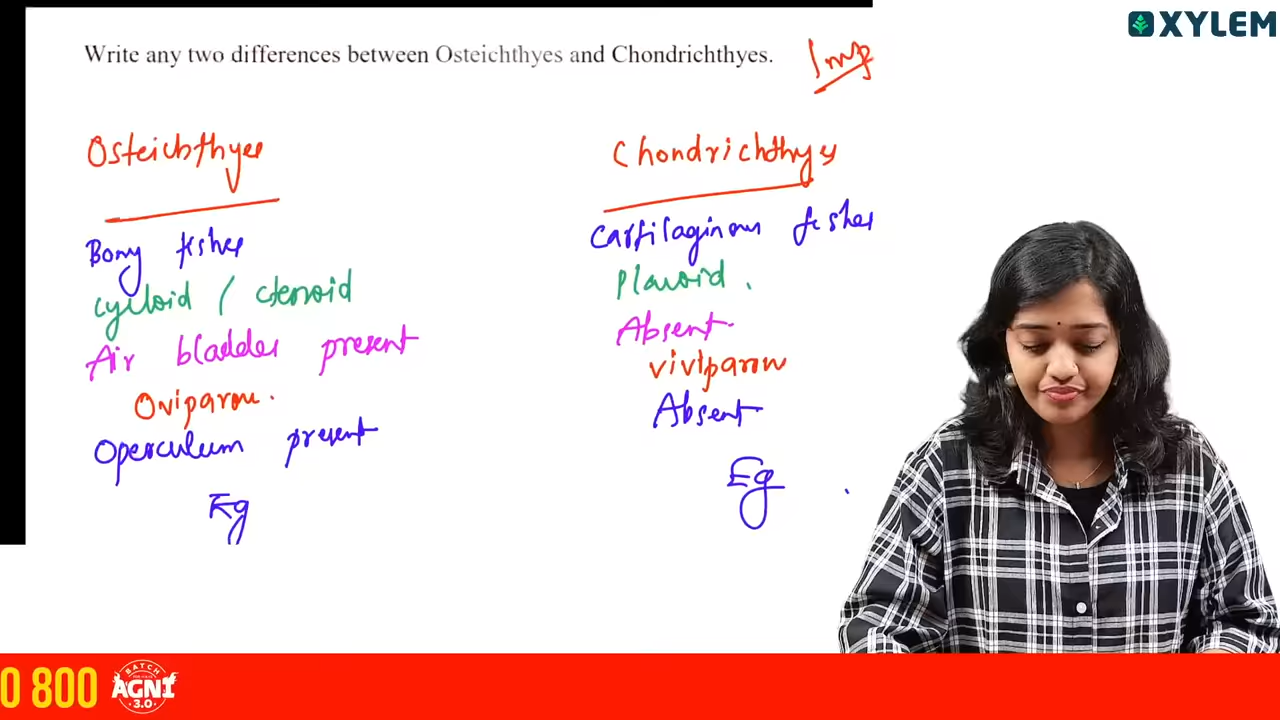 XYLEM
Write any two differences between Osteichthyes and Chondrichthyes.
Imp
Osteichthyes
Chondrichthyes
Bony fishes
Cartilaginous fishes
cycloid / ctenoid
Placoid.
Air bladder present
Absent.
Oviparous.
viviparous
Operculum present
Absent
Eg
Eg
0 800
BATCH
AGNI
3.0